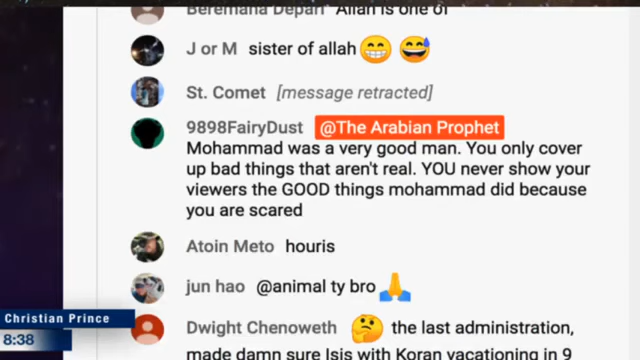 Beremana Depari Allah is one of
J or M sister of allah 😁 😅
St. Comet [message retracted]
9898FairyDust @The Arabian Prophet
Mohammad was a very good man. You only cover
up bad things that aren't real. YOU never show your
viewers the GOOD things mohammad did because
you are scared
Atoin Meto houris
jun hao @animal ty bro 🙏
Christian Prince
8:38
Dwight Chenoweth 🤔 the last administration,
made damn sure Isis with Koran vacationing in 9